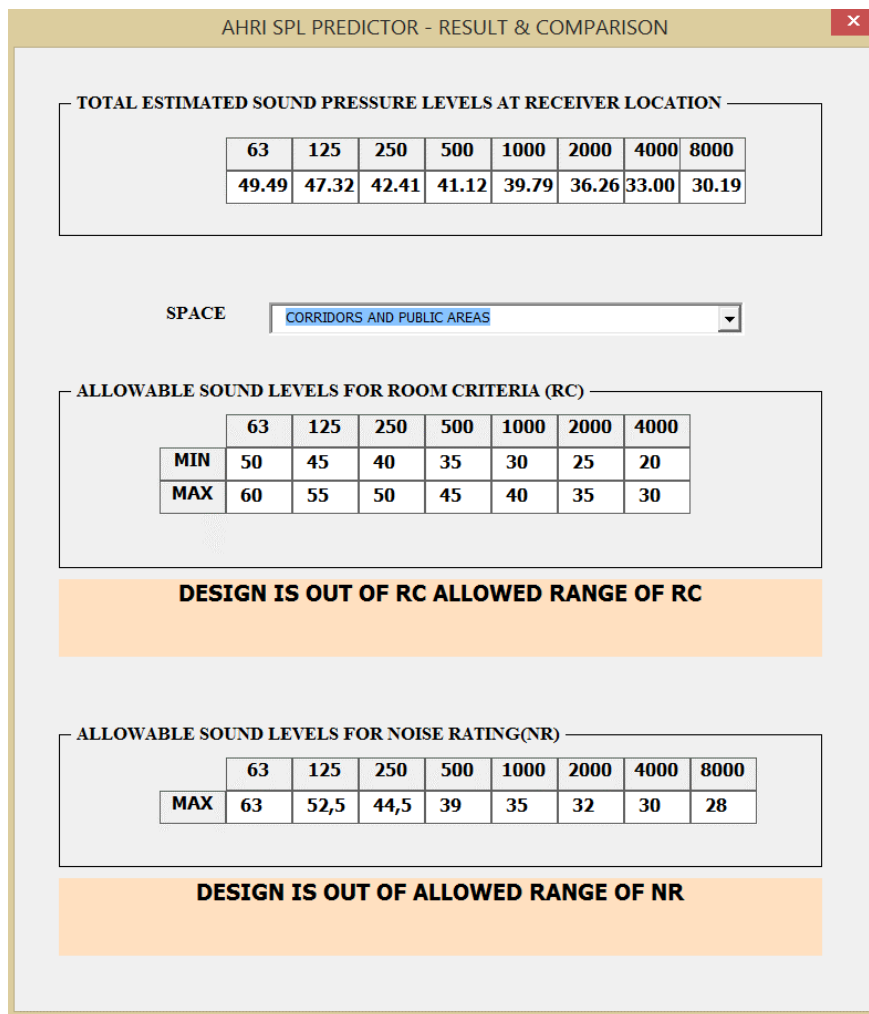 AHRI SPL PREDICTOR - RESULT & COMPARISON
TOTAL ESTIMATED SOUND PRESSURE LEVELS AT RECEIVER LOCATION
63 125 250 500 1000 2000 4000 8000
49.49 47.32 42.41 41.12 39.79 36.26 33.00 30.19
SPACE CORRIDORS AND PUBLIC AREAS
ALLOWABLE SOUND LEVELS FOR ROOM CRITERIA (RC)
63 125 250 500 1000 2000 4000
MIN 50 45 40 35 30 25 20
MAX 60 55 50 45 40 35 30
DESIGN IS OUT OF RC ALLOWED RANGE OF RC
ALLOWABLE SOUND LEVELS FOR NOISE RATING(NR)
63 125 250 500 1000 2000 4000 8000
MAX 63 52,5 44,5 39 35 32 30 28
DESIGN IS OUT OF ALLOWED RANGE OF NR